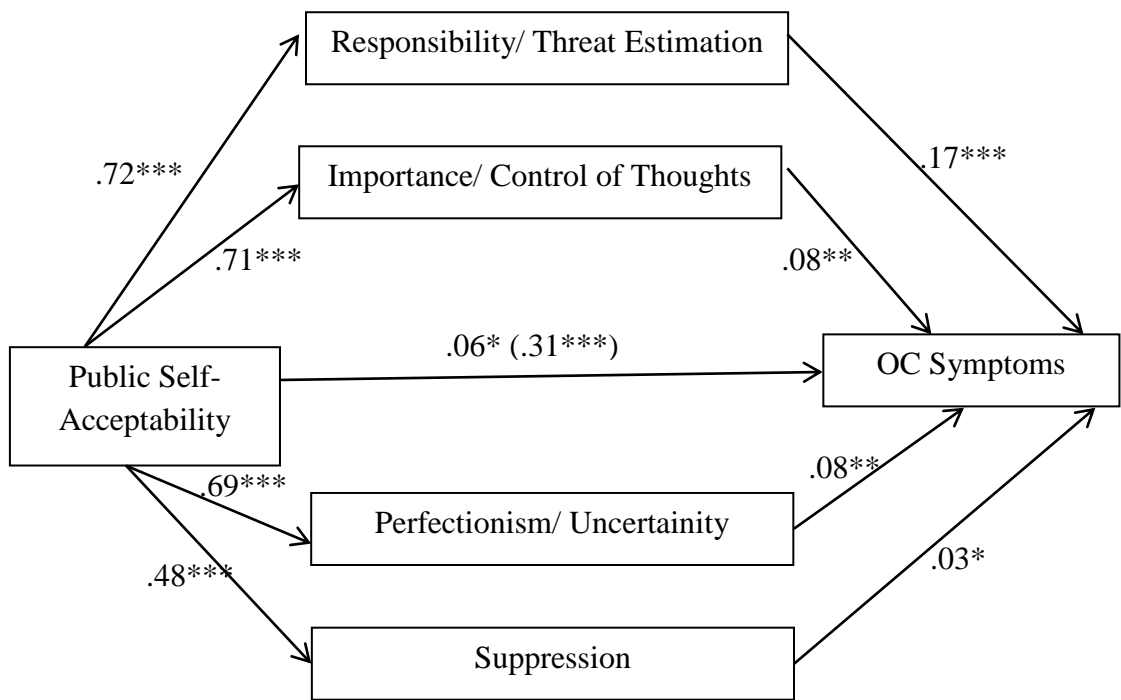 Responsibility/ Threat Estimation
.72***
.17***
Importance/ Control of Thoughts
.71***
.08**
.06* (.31***)
Public Self-
Acceptability
OC Symptoms
.69***
.08**
Perfectionism/ Uncertainity
.48***
.03*
Suppression